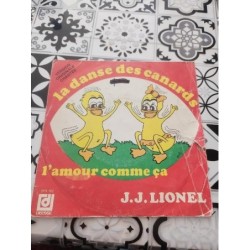 la danse des canards
l'amour comme ça
J.J. LIONEL